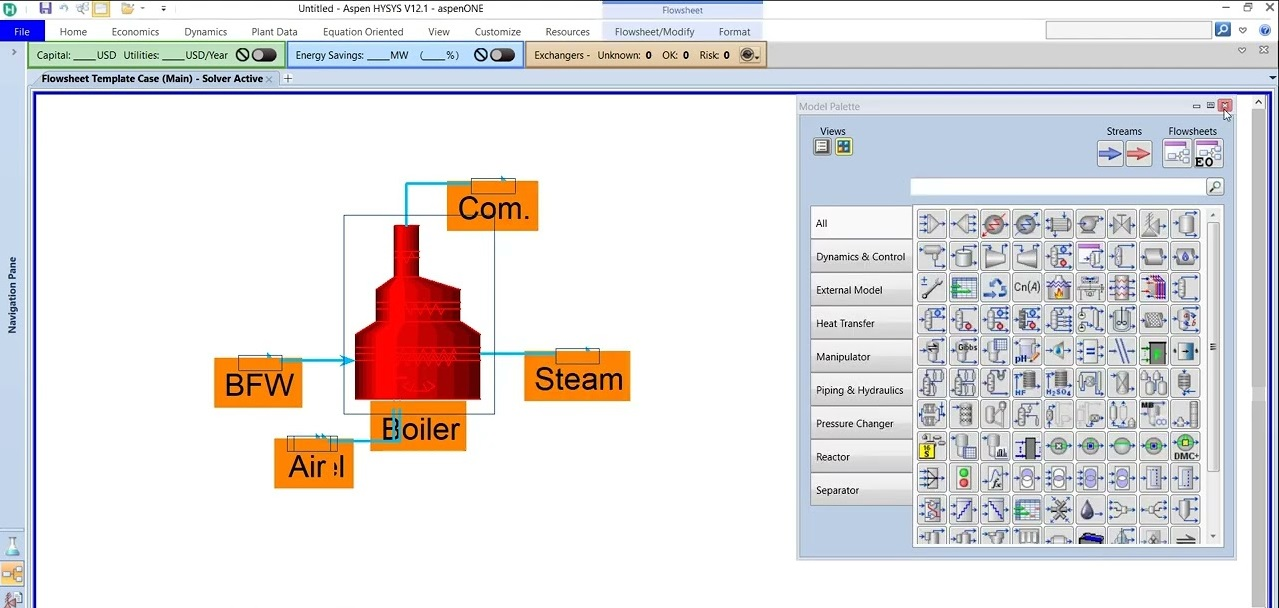 Untitled - Aspen HYSYS V12.1 - aspenONE
Flowsheet
File Home Economics Dynamics Plant Data Equation Oriented View Customize Resources Flowsheet/Modify Format
Capital: ____USD Utilities: ____USD/Year Energy Savings: ____MW (____%) Exchangers - Unknown: 0 OK: 0 Risk: 0
Flowsheet Template Case (Main) - Solver Active
Navigation Pane
Model Palette
Views Streams Flowsheets
EO
All
Dynamics & Control
External Model
Heat Transfer
Manipulator
Piping & Hydraulics
Pressure Changer
Reactor
Separator
Cn(A)
Gibbs
pH
HF
H2SO4
DMC+
Com.
BFW
Steam
Boiler
Air